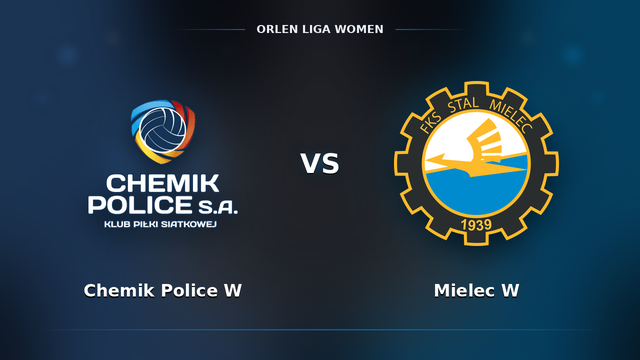 ORLEN LIGA WOMEN
CHEMIK
POLICE S.A.
KLUB PIŁKI SIATKOWEJ
VS
FKS STAL MIELEC
1939
Chemik Police W
Mielec W